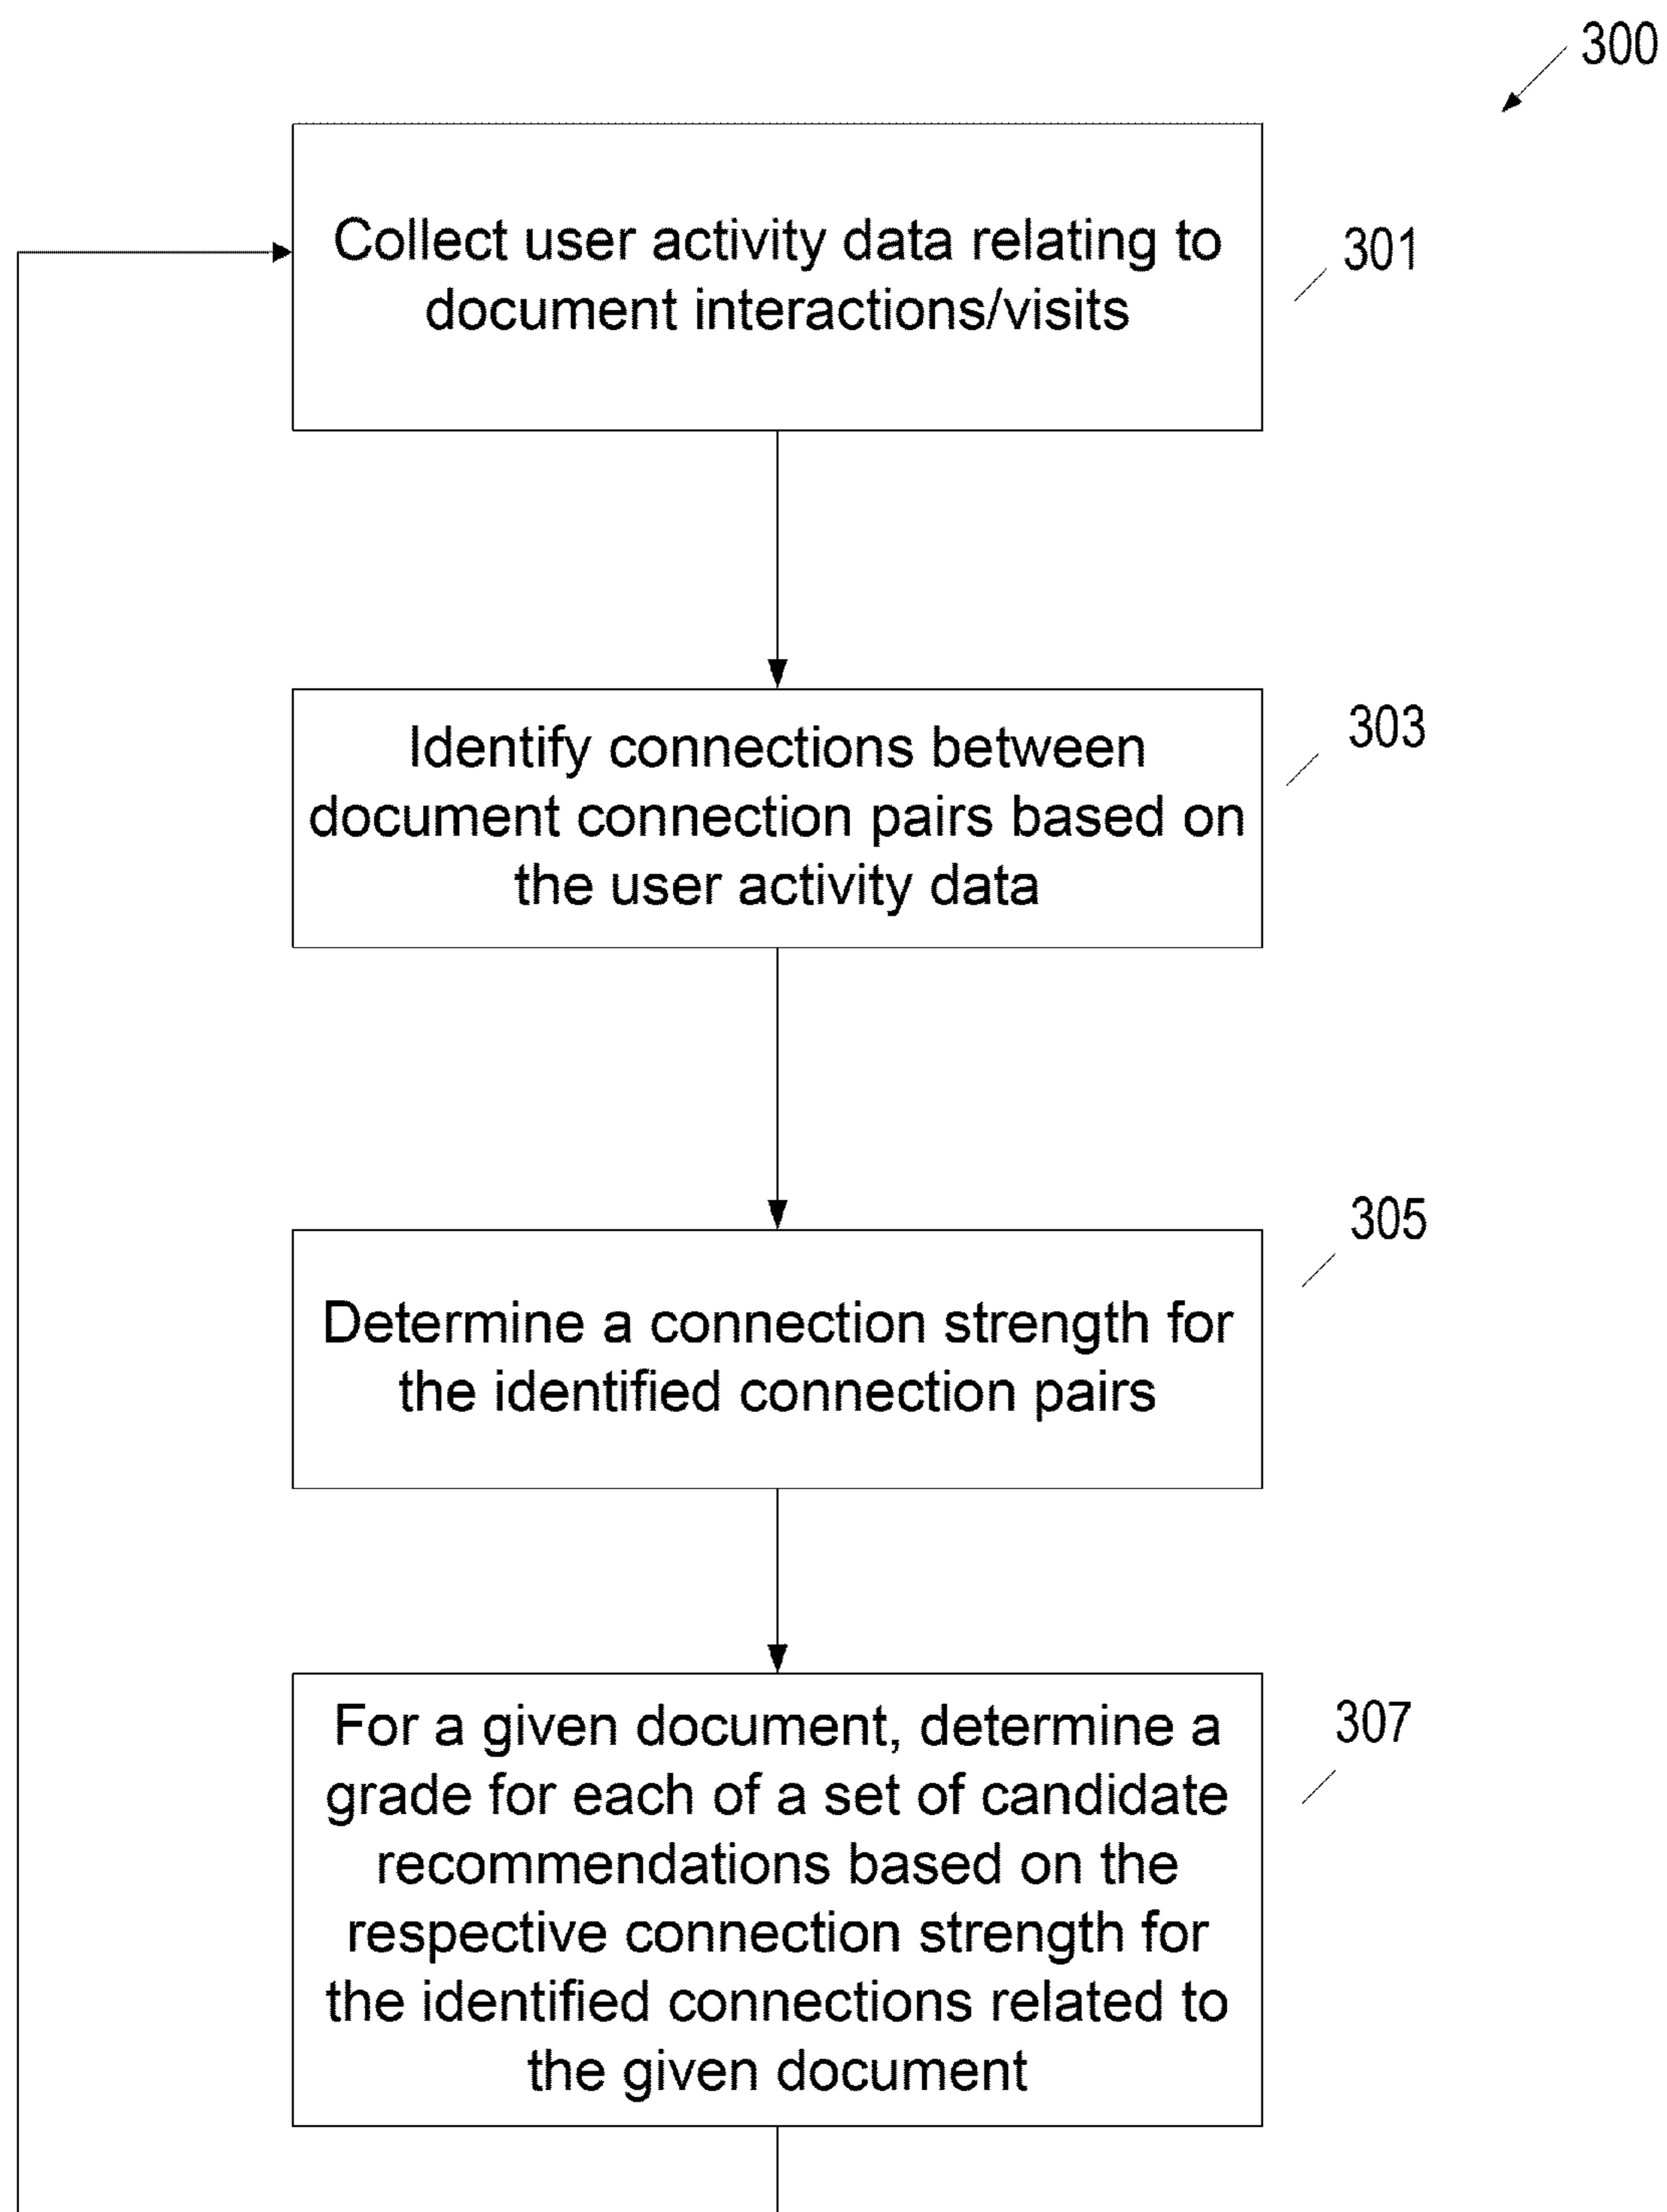 300
Collect user activity data relating to
document interactions/visits
301
Identify connections between
document connection pairs based on
the user activity data
303
Determine a connection strength for
the identified connection pairs
305
For a given document, determine a
grade for each of a set of candidate
recommendations based on the
respective connection strength for
the identified connections related to
the given document
307